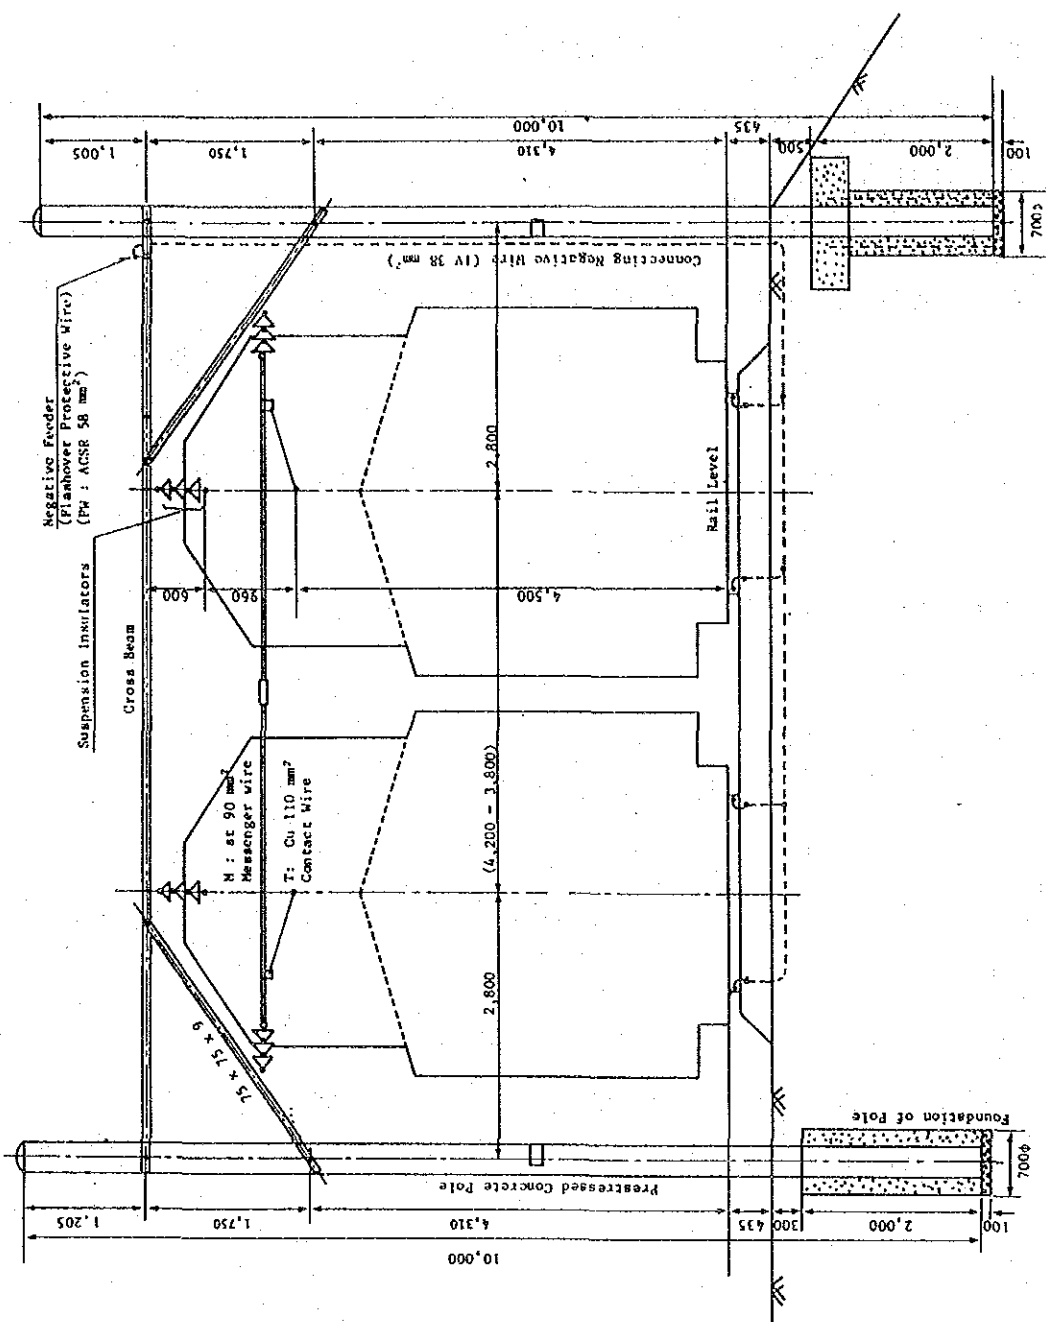 Negative Feeder
(Flashover Protective Wire)
(PW : ACSR 58 mm²)
Suspension Insulators
Cross Beam
1,005
1,750
4,310
435
500
2,000
100
10,000
700φ
Connecting Negative Wire (IV 38 mm²)
600
960
4,500
2,800
Rail Level
M : st 90 mm²
Messenger wire
T: Cu 110 mm²
Contact Wire
(4,200 - 3,800)
2,800
75 x 75 x 9
Prestressed Concrete Pole
Foundation of Pole
1,205
1,750
4,310
435
300
2,000
100
10,000
700φ